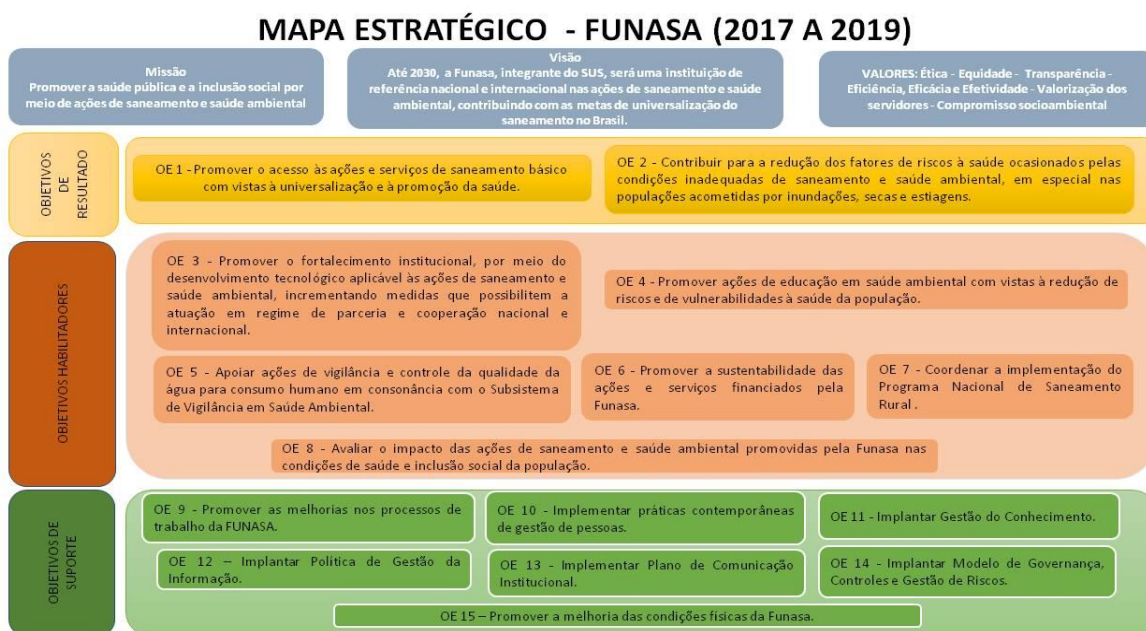 MAPA ESTRATÉGICO - FUNASA (2017 A 2019)
Missão
Promover a saúde pública e a inclusão social por
meio de ações de saneamento e saúde ambiental
Visão
Até 2030, a Funasa, integrante do SUS, será uma instituição de
referência nacional e internacional nas ações de saneamento e saúde
ambiental, contribuindo com as metas de universalização do
saneamento no Brasil.
VALORES: Ética - Equidade - Transparência -
Eficiência, Eficácia e Efetividade - Valorização dos
servidores - Compromisso socioambiental
OBJETIVOS
DE
RESULTADO
OE 1 - Promover o acesso às ações e serviços de saneamento básico
com vistas à universalização e à promoção da saúde.
OE 2 - Contribuir para a redução dos fatores de riscos à saúde ocasionados pelas
condições inadequadas de saneamento e saúde ambiental, em especial nas
populações acometidas por inundações, secas e estiagens.
OBJETIVOS HABILITADORES
OE 3 - Promover o fortalecimento institucional, por meio do
desenvolvimento tecnológico aplicável às ações de saneamento e
saúde ambiental, incrementando medidas que possibilitem a
atuação em regime de parceria e cooperação nacional e
internacional.
OE 4 - Promover ações de educação em saúde ambiental com vistas à redução de
riscos e de vulnerabilidades à saúde da população.
OE 5 - Apoiar ações de vigilância e controle da qualidade da
água para consumo humano em consonância com o Subsistema
de Vigilância em Saúde Ambiental.
OE 6 - Promover a sustentabilidade das
ações e serviços financiados pela
Funasa.
OE 7 - Coordenar a implementação do
Programa Nacional de Saneamento
Rural .
OE 8 - Avaliar o impacto das ações de saneamento e saúde ambiental promovidas pela Funasa nas
condições de saúde e inclusão social da população.
OBJETIVOS DE
SUPORTE
OE 9 - Promover as melhorias nos processos de
trabalho da FUNASA.
OE 10 - Implementar práticas contemporâneas
de gestão de pessoas.
OE 11 - Implantar Gestão do Conhecimento.
OE 12 – Implantar Política de Gestão da
Informação.
OE 13 - Implementar Plano de Comunicação
Institucional.
OE 14 - Implantar Modelo de Governança,
Controles e Gestão de Riscos.
OE 15 – Promover a melhoria das condições físicas da Funasa.